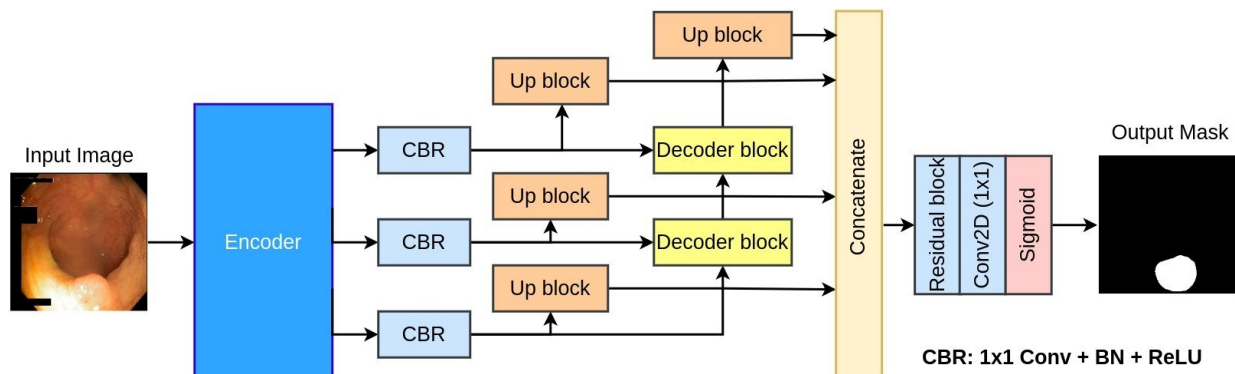 Input Image
Encoder
CBR
CBR
CBR
Up block
Up block
Up block
Up block
Decoder block
Decoder block
Concatenate
Residual block
Conv2D (1x1)
Sigmoid
Output Mask
CBR: 1x1 Conv + BN + ReLU